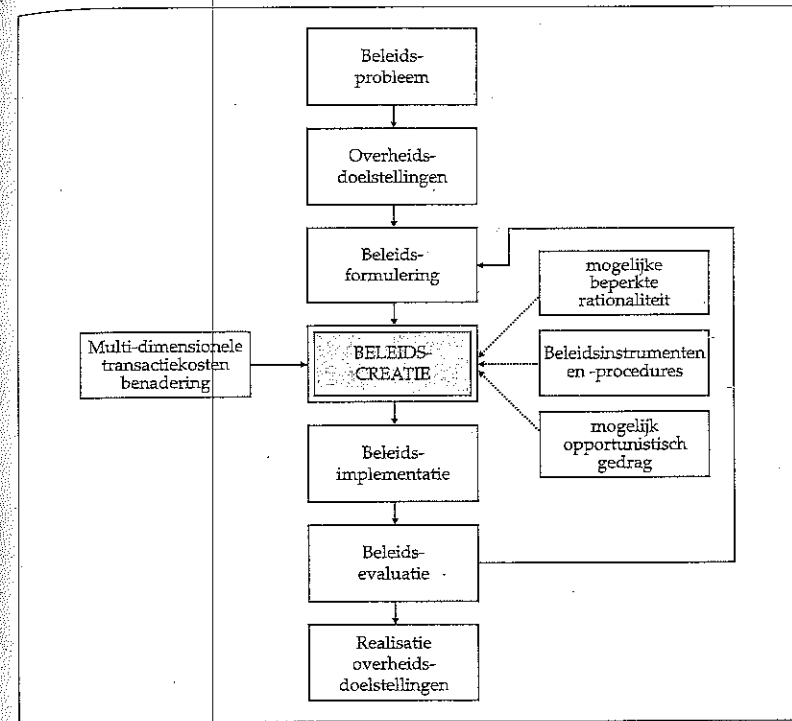 Beleids-
probleem
Overheids-
doelstellingen
Beleids-
formulering
mogelijke
beperkte
rationaliteit
Multi-dimensionele
transactiekosten
benadering
BELEIDS-
CREATIE
Beleidsinstrumenten
en -procedures
mogelijk
opportunistisch
gedrag
Beleids-
implementatie
Beleids-
evaluatie
Realisatie
overheids-
doelstellingen